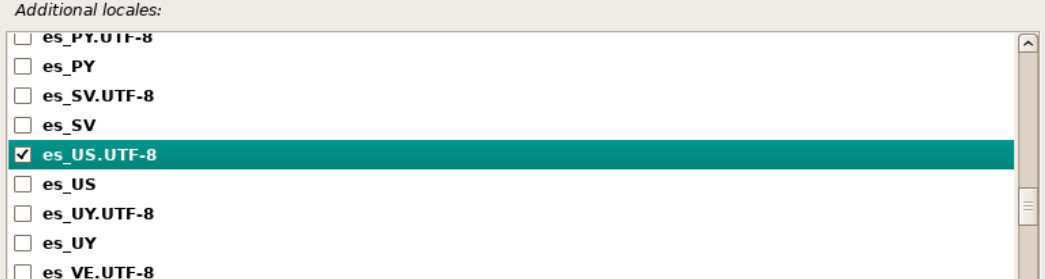 Additional locales:
es_PY.UTF-8
es_PY
es_SV.UTF-8
es_SV
es_US.UTF-8
es_US
es_UY.UTF-8
es_UY
es_VE.UTF-8